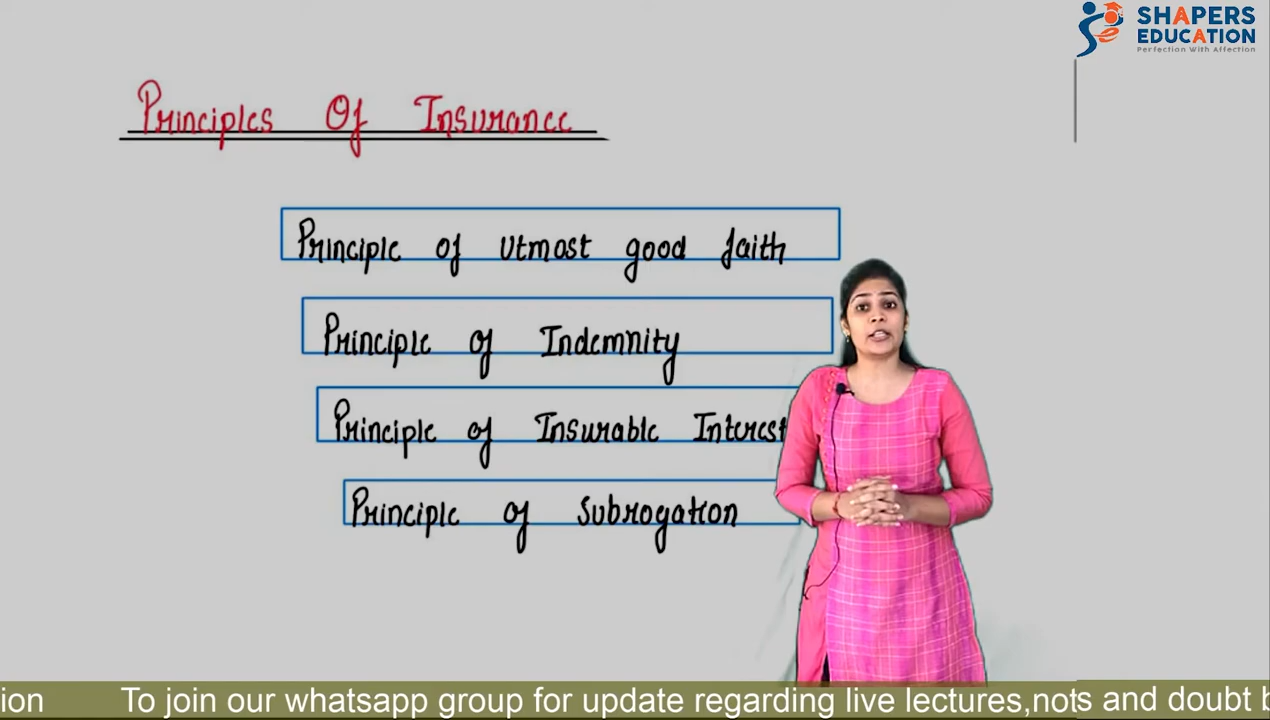 SHAPERS
EDUCATION
Perfection With Affection
Principles Of Insurance
Principle of utmost good faith
Principle of Indemnity
Principle of Insurable Interest
Principle of Subrogation
ion To join our whatsapp group for update regarding live lectures,nots and doubt b